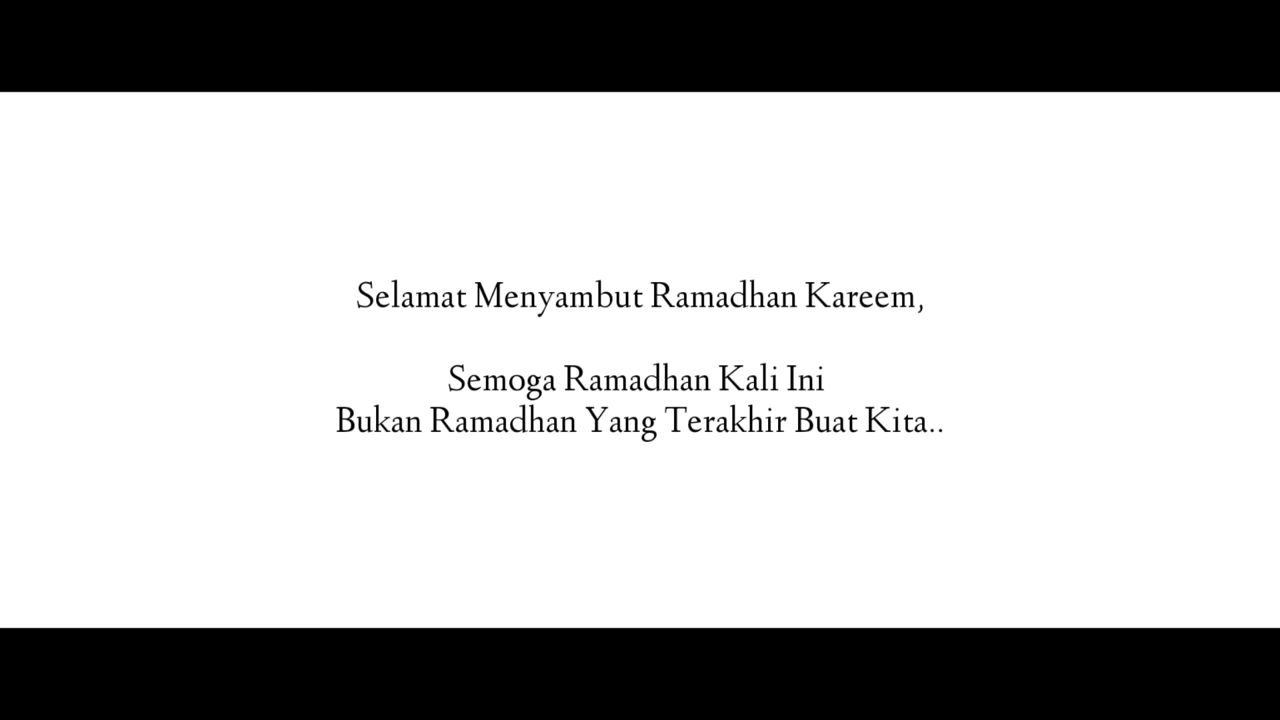 Selamat Menyambut Ramadhan Kareem,
Semoga Ramadhan Kali Ini
Bukan Ramadhan Yang Terakhir Buat Kita..